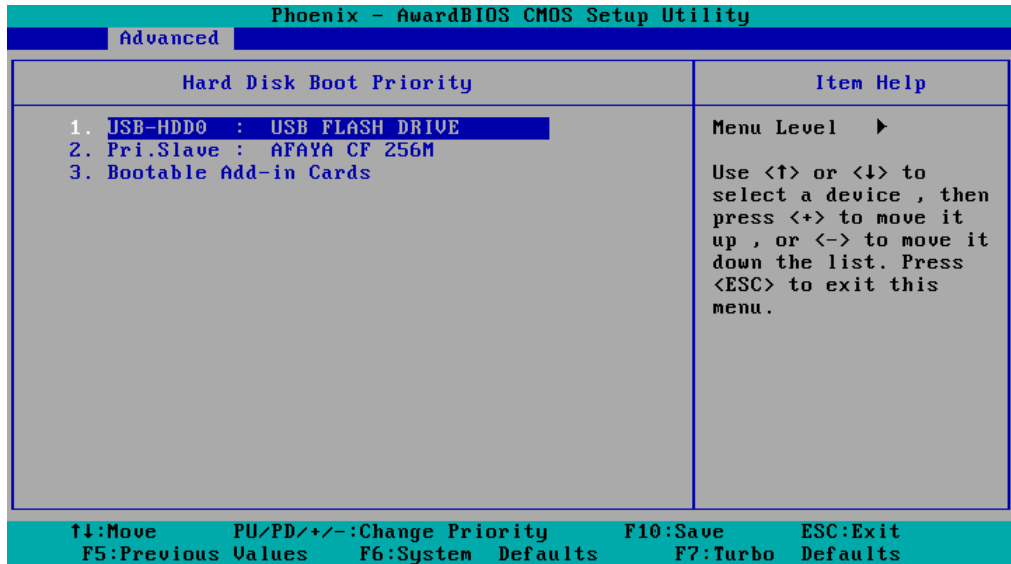 Phoenix - AwardBIOS CMOS Setup Utility
Advanced
Hard Disk Boot Priority
1. USB-HDD0 : USB FLASH DRIVE
2. Pri.Slave : AFAYA CF 256M
3. Bootable Add-in Cards
Item Help
Menu Level ▶
Use <↑> or <↓> to
select a device , then
press <+> to move it
up , or <-> to move it
down the list. Press
<ESC> to exit this
menu.
↑↓:Move PU/PD/+/-:Change Priority F10:Save ESC:Exit
F5:Previous Values F6:System Defaults F7:Turbo Defaults